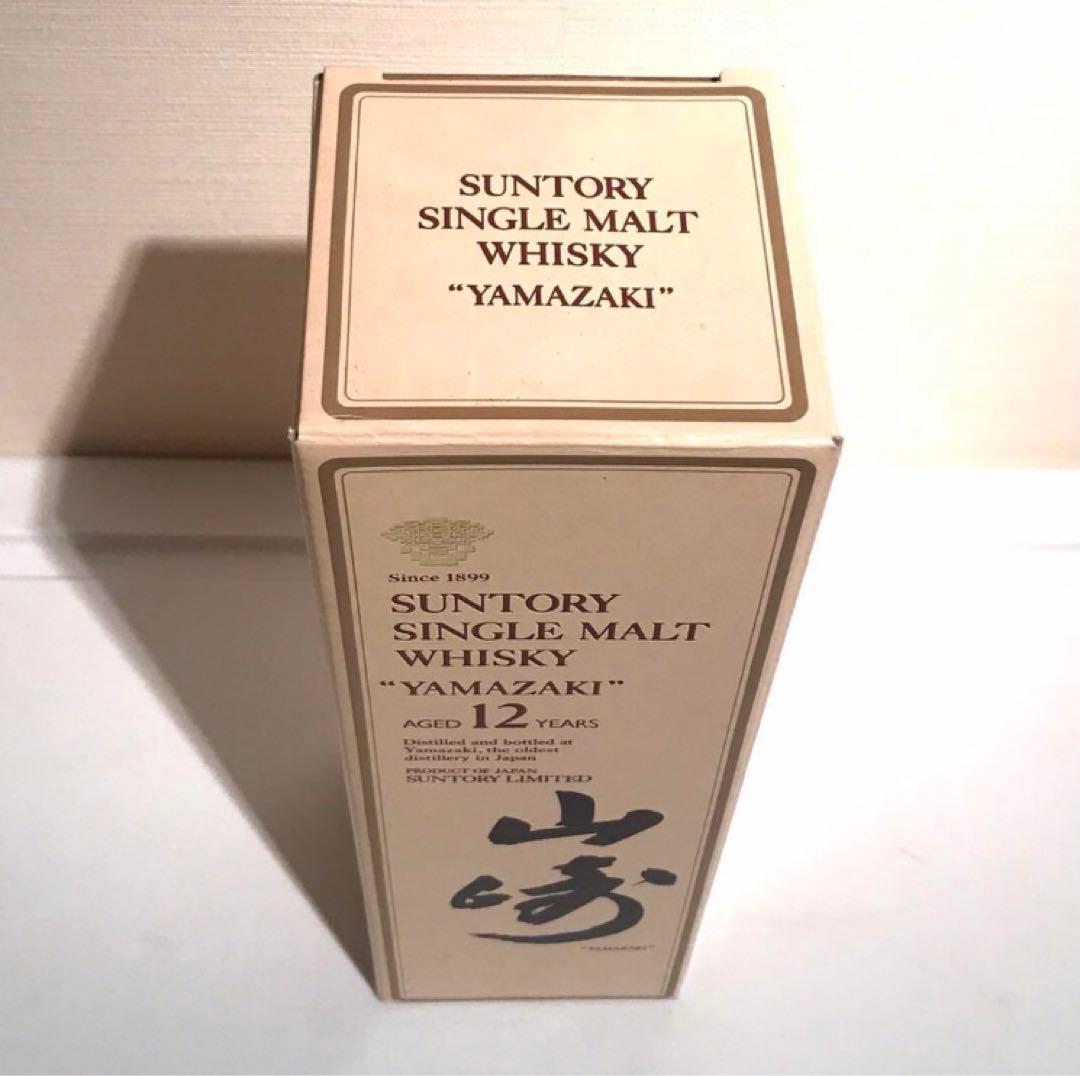 SUNTORY
SINGLE MALT
WHISKY
“YAMAZAKI”
Since 1899
SUNTORY
SINGLE MALT
WHISKY
“YAMAZAKI”
AGED 12 YEARS
Distilled and bottled at
Yamazaki, the oldest
distillery in Japan
PRODUCT OF JAPAN
SUNTORY LIMITED
山
崎
“YAMAZAKI”